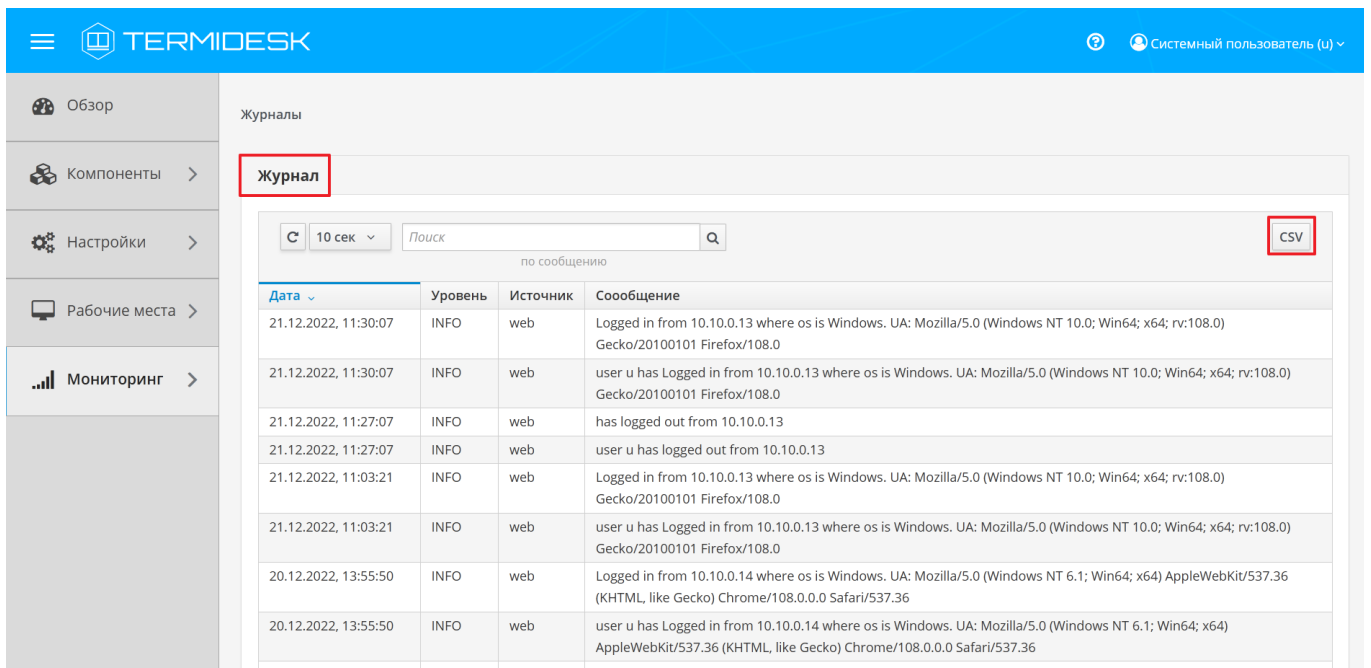 TERMIDESK
Системный пользователь (u)
Обзор
Компоненты
Настройки
Рабочие места
Мониторинг
Журналы
Журнал
10 сек
Поиск
по сообщению
CSV
Дата Уровень Источник Соообщение
21.12.2022, 11:30:07 INFO web Logged in from 10.10.0.13 where os is Windows. UA: Mozilla/5.0 (Windows NT 10.0; Win64; x64; rv:108.0)
Gecko/20100101 Firefox/108.0
21.12.2022, 11:30:07 INFO web user u has Logged in from 10.10.0.13 where os is Windows. UA: Mozilla/5.0 (Windows NT 10.0; Win64; x64; rv:108.0)
Gecko/20100101 Firefox/108.0
21.12.2022, 11:27:07 INFO web has logged out from 10.10.0.13
21.12.2022, 11:27:07 INFO web user u has logged out from 10.10.0.13
21.12.2022, 11:03:21 INFO web Logged in from 10.10.0.13 where os is Windows. UA: Mozilla/5.0 (Windows NT 10.0; Win64; x64; rv:108.0)
Gecko/20100101 Firefox/108.0
21.12.2022, 11:03:21 INFO web user u has Logged in from 10.10.0.13 where os is Windows. UA: Mozilla/5.0 (Windows NT 10.0; Win64; x64; rv:108.0)
Gecko/20100101 Firefox/108.0
20.12.2022, 13:55:50 INFO web Logged in from 10.10.0.14 where os is Windows. UA: Mozilla/5.0 (Windows NT 6.1; Win64; x64) AppleWebKit/537.36
(KHTML, like Gecko) Chrome/108.0.0.0 Safari/537.36
20.12.2022, 13:55:50 INFO web user u has Logged in from 10.10.0.14 where os is Windows. UA: Mozilla/5.0 (Windows NT 6.1; Win64; x64)
AppleWebKit/537.36 (KHTML, like Gecko) Chrome/108.0.0.0 Safari/537.36